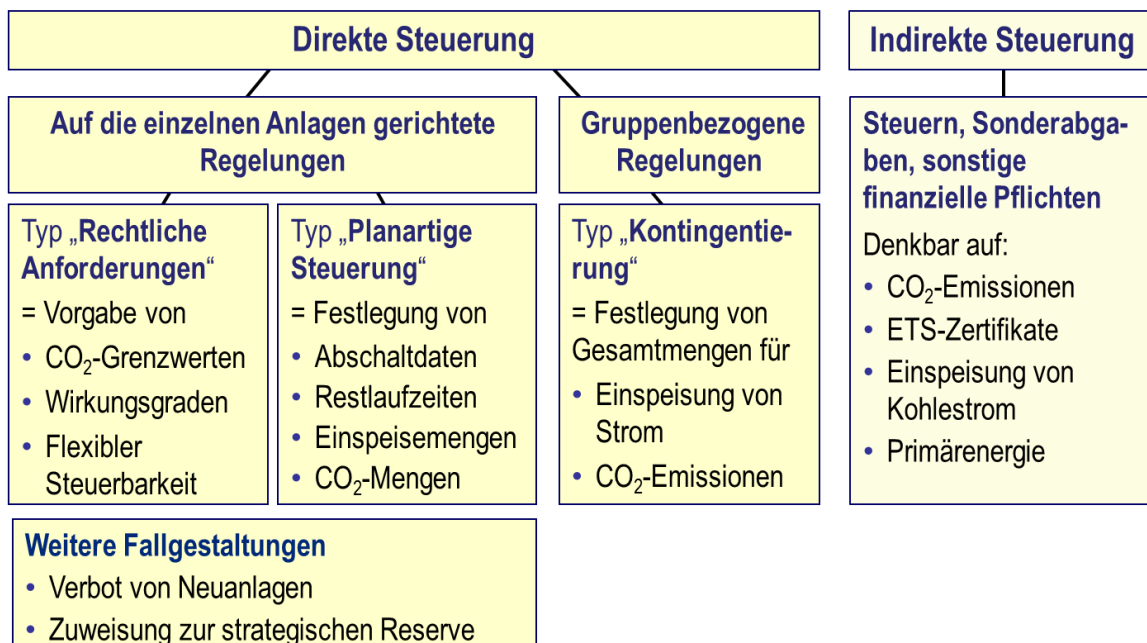 Direkte Steuerung
Auf die einzelnen Anlagen gerichtete
Regelungen
Typ „Rechtliche
Anforderungen“
= Vorgabe von
• CO₂-Grenzwerten
• Wirkungsgraden
• Flexibler
Steuerbarkeit
Typ „Planartige
Steuerung“
= Festlegung von
• Abschaltdaten
• Restlaufzeiten
• Einspeisemengen
• CO₂-Mengen
Gruppenbezogene
Regelungen
Typ „Kontingentie-
rung“
= Festlegung von
Gesamtmengen für
• Einspeisung von
Strom
• CO₂-Emissionen
Weitere Fallgestaltungen
• Verbot von Neuanlagen
• Zuweisung zur strategischen Reserve
Indirekte Steuerung
Steuern, Sonderabga-
ben, sonstige
finanzielle Pflichten
Denkbar auf:
• CO₂-Emissionen
• ETS-Zertifikate
• Einspeisung von
Kohlestrom
• Primärenergie